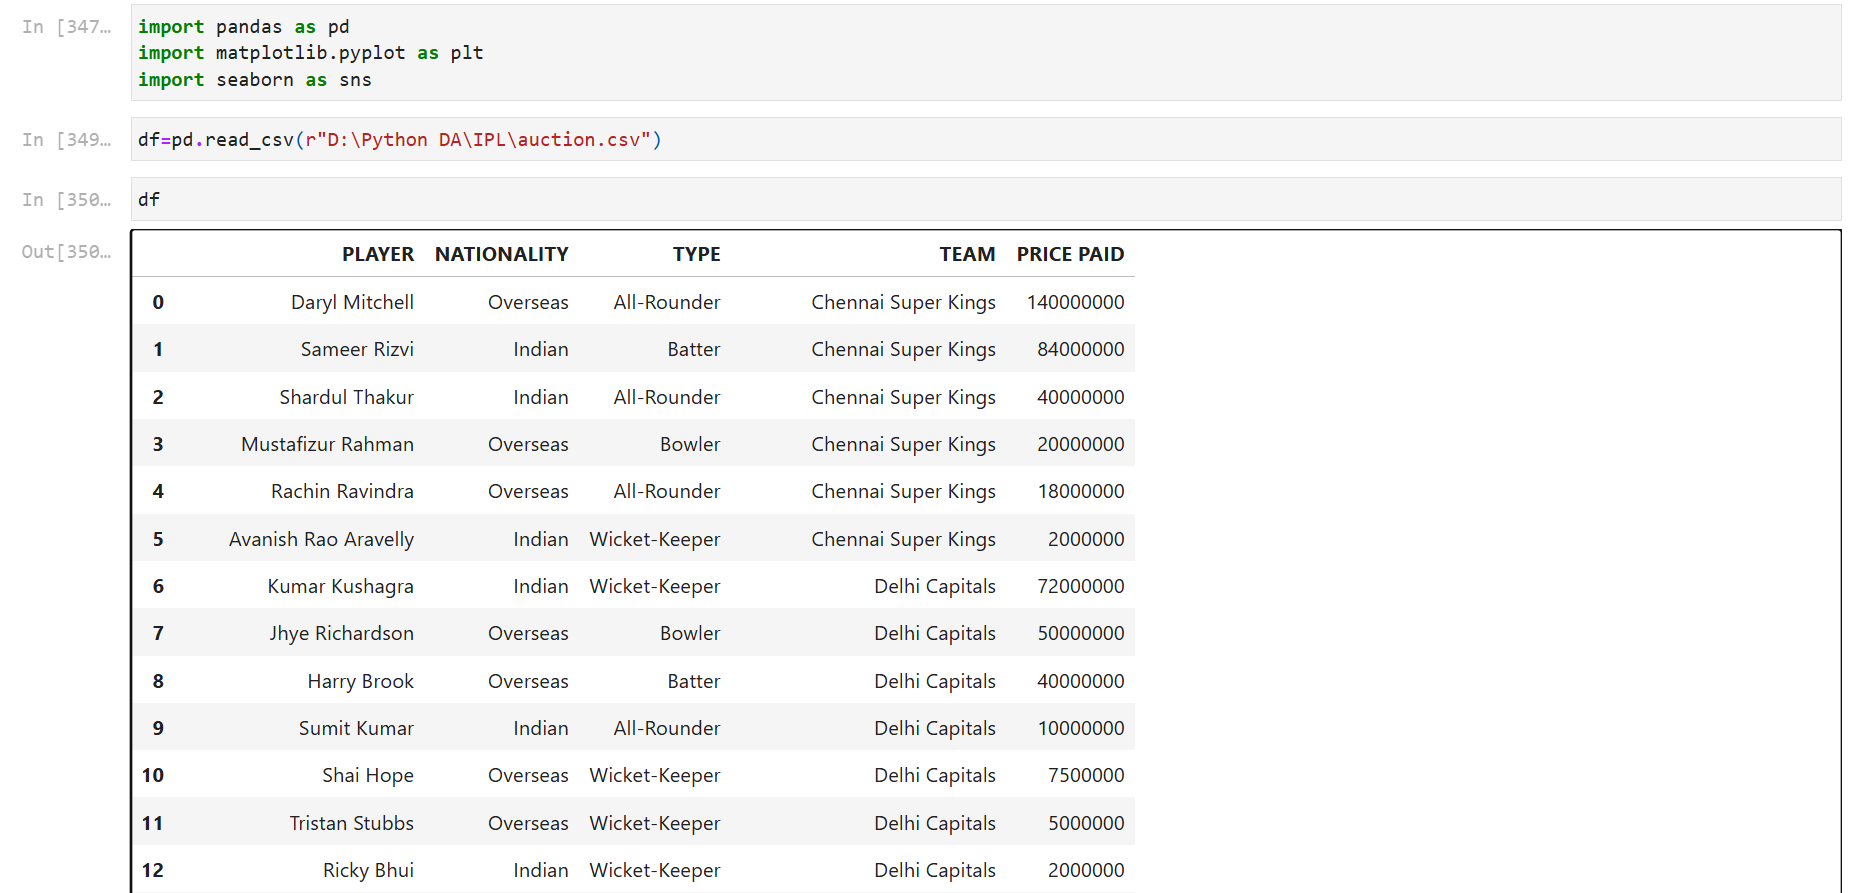 In [347…
import pandas as pd
import matplotlib.pyplot as plt
import seaborn as sns
In [349…
df=pd.read_csv(r"D:\Python DA\IPL\auction.csv")
In [350…
df
Out[350…
PLAYER NATIONALITY TYPE TEAM PRICE PAID
0 Daryl Mitchell Overseas All-Rounder Chennai Super Kings 140000000
1 Sameer Rizvi Indian Batter Chennai Super Kings 84000000
2 Shardul Thakur Indian All-Rounder Chennai Super Kings 40000000
3 Mustafizur Rahman Overseas Bowler Chennai Super Kings 20000000
4 Rachin Ravindra Overseas All-Rounder Chennai Super Kings 18000000
5 Avanish Rao Aravelly Indian Wicket-Keeper Chennai Super Kings 2000000
6 Kumar Kushagra Indian Wicket-Keeper Delhi Capitals 72000000
7 Jhye Richardson Overseas Bowler Delhi Capitals 50000000
8 Harry Brook Overseas Batter Delhi Capitals 40000000
9 Sumit Kumar Indian All-Rounder Delhi Capitals 10000000
10 Shai Hope Overseas Wicket-Keeper Delhi Capitals 7500000
11 Tristan Stubbs Overseas Wicket-Keeper Delhi Capitals 5000000
12 Ricky Bhui Indian Wicket-Keeper Delhi Capitals 2000000